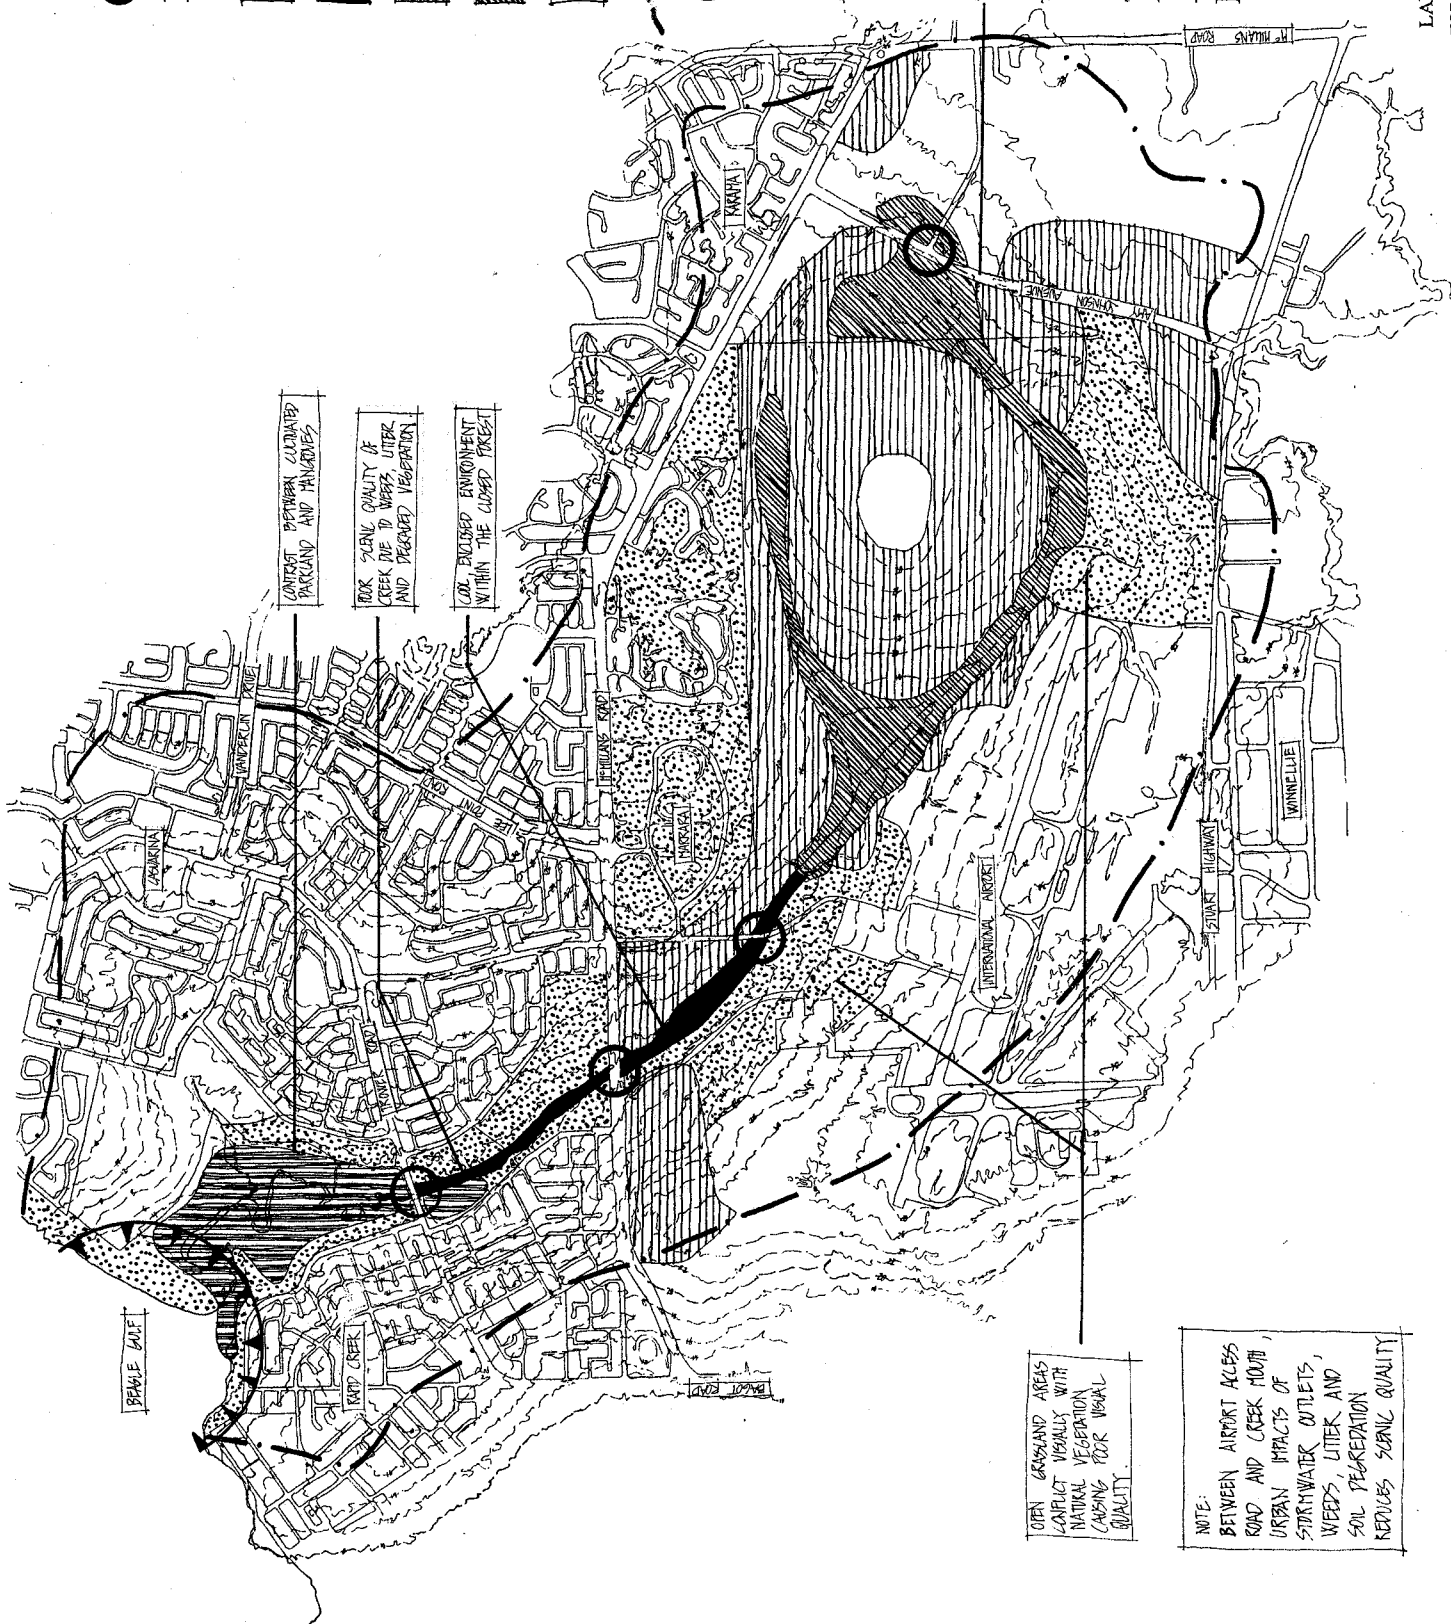 CONTRAST BETWEEN CULTIVATED
PARKLAND AND MANGROVES
POOR SCENIC QUALITY OF
CREEK DUE TO WEEDS, LITTER
AND DEGRADED VEGETATION
COOL ENCLOSED ENVIRONMENT
WITHIN THE CLOSED FOREST
BEAGLE GULF
CASUARINA
VANDERLIN DRIVE
LEE POINT ROAD
TROWER ROAD
RAPID CREEK
BAGOT ROAD
McMILLANS ROAD
MARRARA
KARAMA
McMILLANS ROAD
AMY JOHNSON AVENUE
INTERNATIONAL AIRPORT
STUART HIGHWAY
WINNELLIE
OPEN GRASSLAND AREAS
CONFLICT VISUALLY WITH
NATURAL VEGETATION
CAUSING POOR VISUAL
QUALITY.
NOTE:
BETWEEN AIRPORT ACCESS
ROAD AND CREEK MOUTH,
URBAN IMPACTS OF
STORMWATER OUTLETS,
WEEDS, LITTER AND
SOIL DEGREDATION
REDUCES SCENIC QUALITY
LA